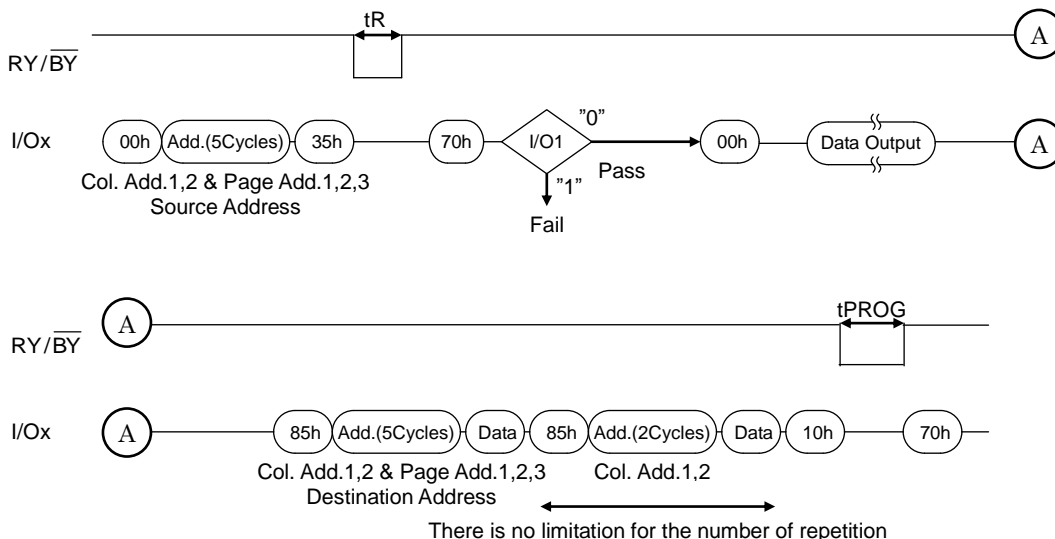 tR
A
RY/BY
I/Ox 00h Add.(5Cycles) 35h 70h I/O1 ”0” 00h Data Output A
Pass
”1”
Col. Add.1,2 & Page Add.1,2,3
Source Address
Fail
A
tPROG
RY/BY
I/Ox A 85h Add.(5Cycles) Data 85h Add.(2Cycles) Data 10h 70h
Col. Add.1,2 & Page Add.1,2,3 Col. Add.1,2
Destination Address
There is no limitation for the number of repetition